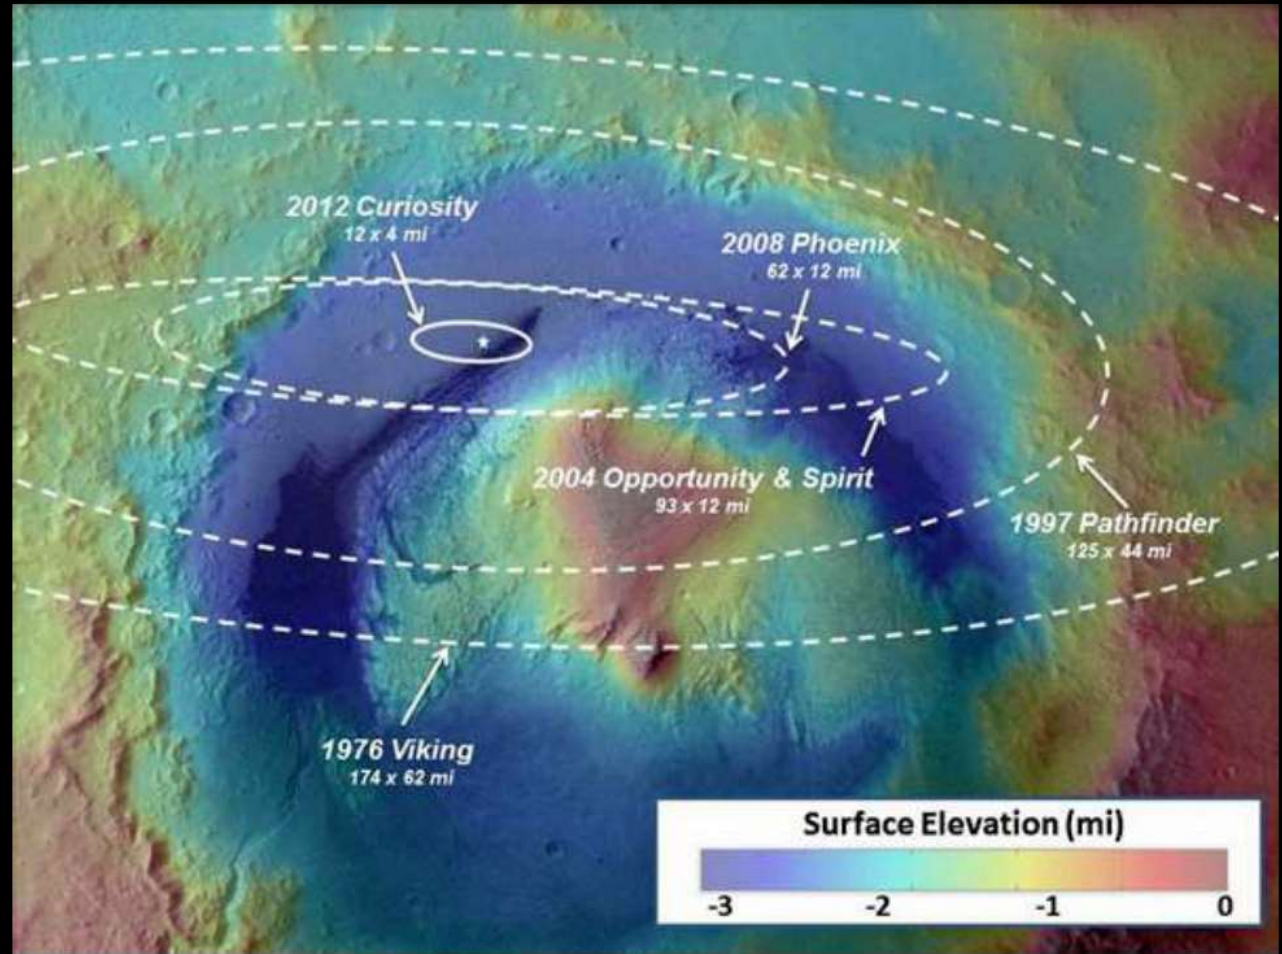 2012 Curiosity
12 x 4 mi
2008 Phoenix
62 x 12 mi
2004 Opportunity & Spirit
93 x 12 mi
1997 Pathfinder
125 x 44 mi
1976 Viking
174 x 62 mi
Surface Elevation (mi)
-3 -2 -1 0